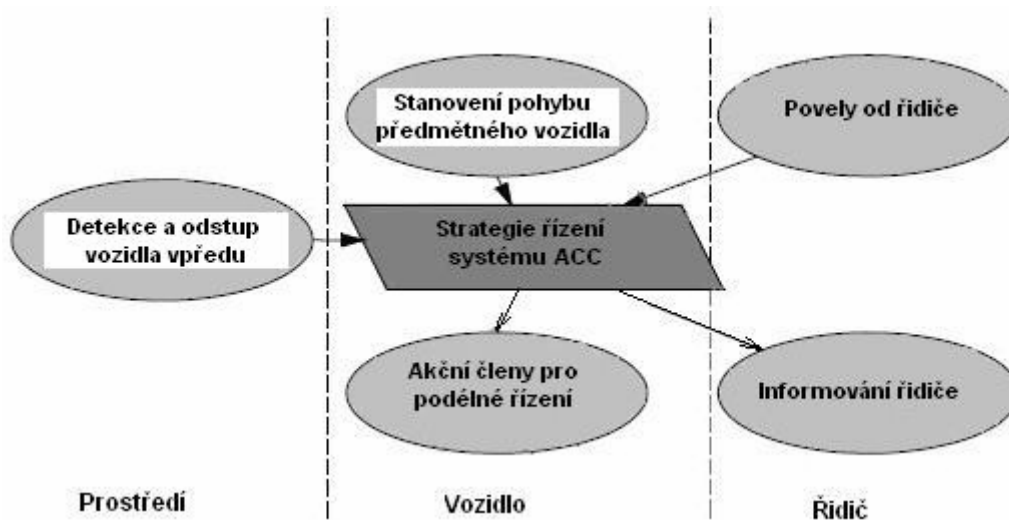 Stanovení pohybu
předmětného vozidla
Povely od řidiče
Detekce a odstup
vozidla vpředu
Strategie řízení
systému ACC
Akční členy pro
podélné řízení
Informování řidiče
Prostředí
Vozidlo
Řidič